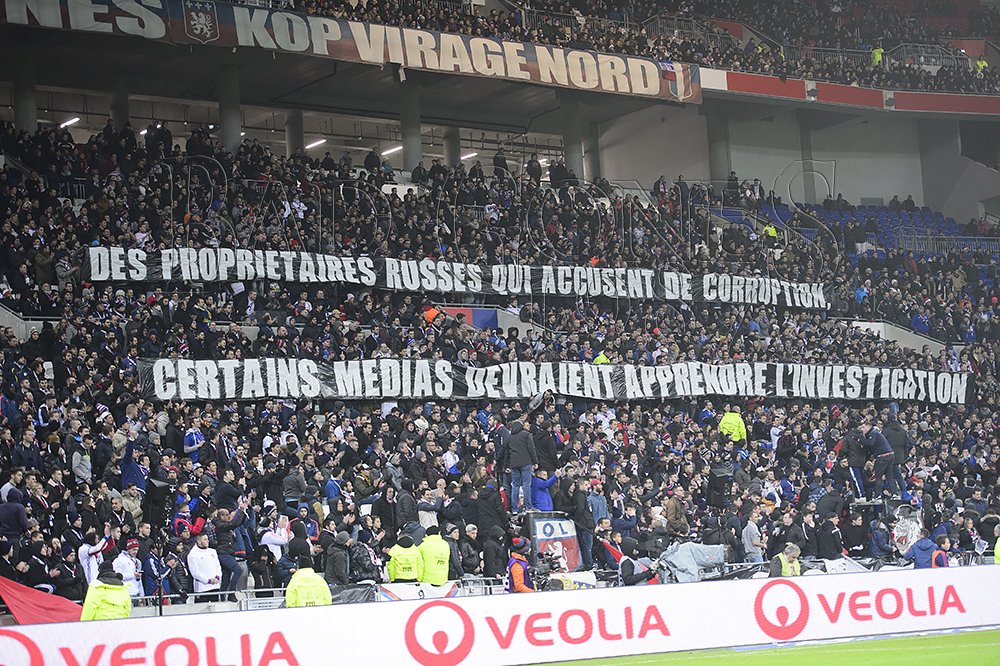 NES KOP VIRAGE NORD
DES PROPRIETAIRES RUSSES QUI ACCUSENT DE CORRUPTION,
CERTAINS MEDIAS DEVRAIENT APPRENDRE L'INVESTIGATION
OL
VEOLIA VEOLIA VEOLIA